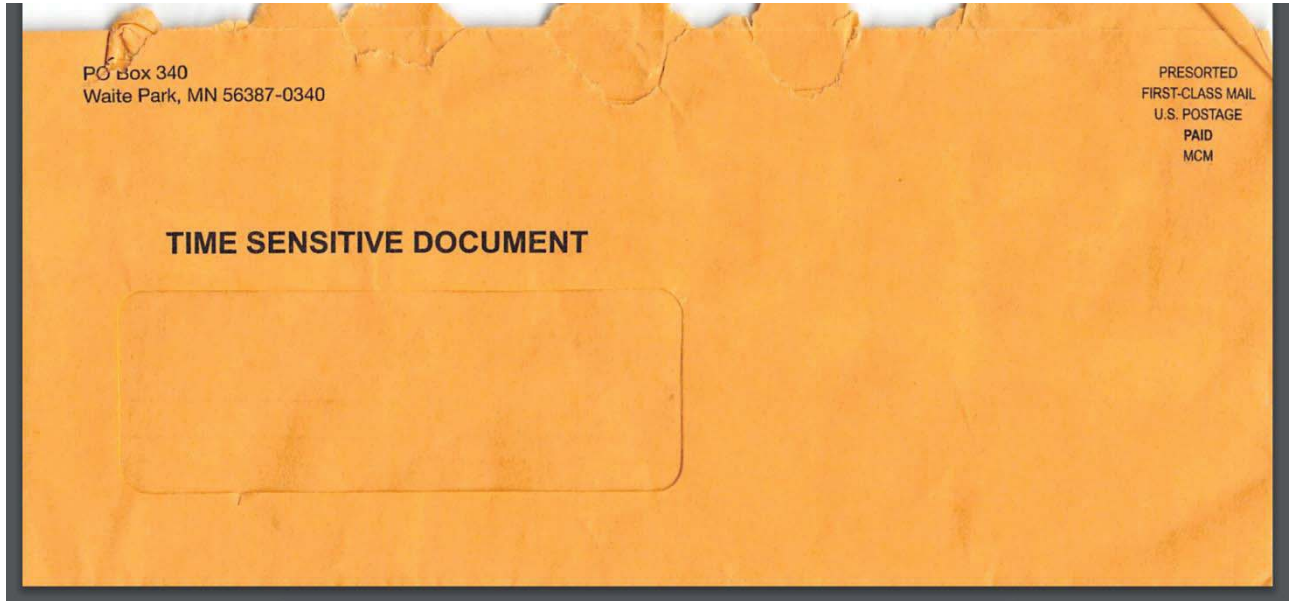 PO Box 340
Waite Park, MN 56387-0340
PRESORTED
FIRST-CLASS MAIL
U.S. POSTAGE
PAID
MCM
TIME SENSITIVE DOCUMENT